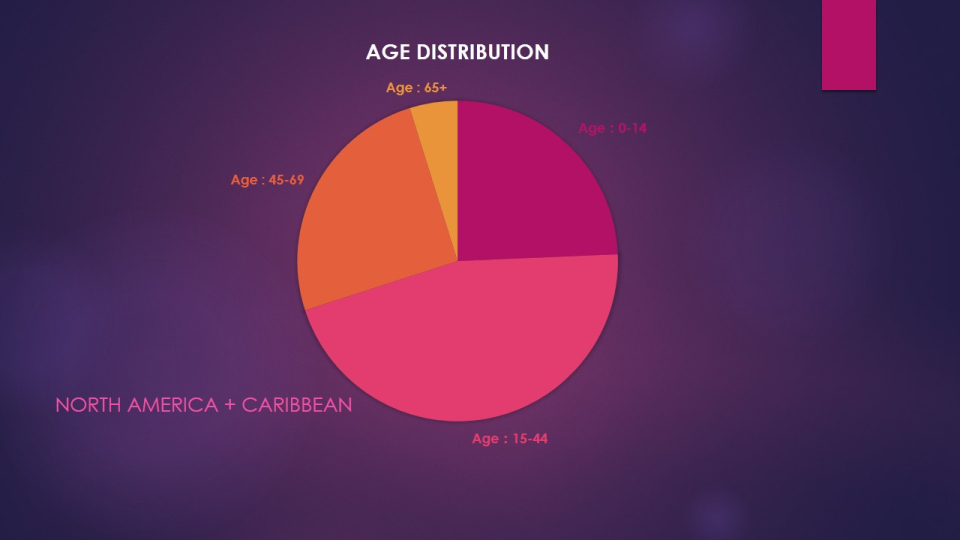 AGE DISTRIBUTION
Age : 65+
Age : 0-14
Age : 45-69
NORTH AMERICA + CARIBBEAN
Age : 15-44